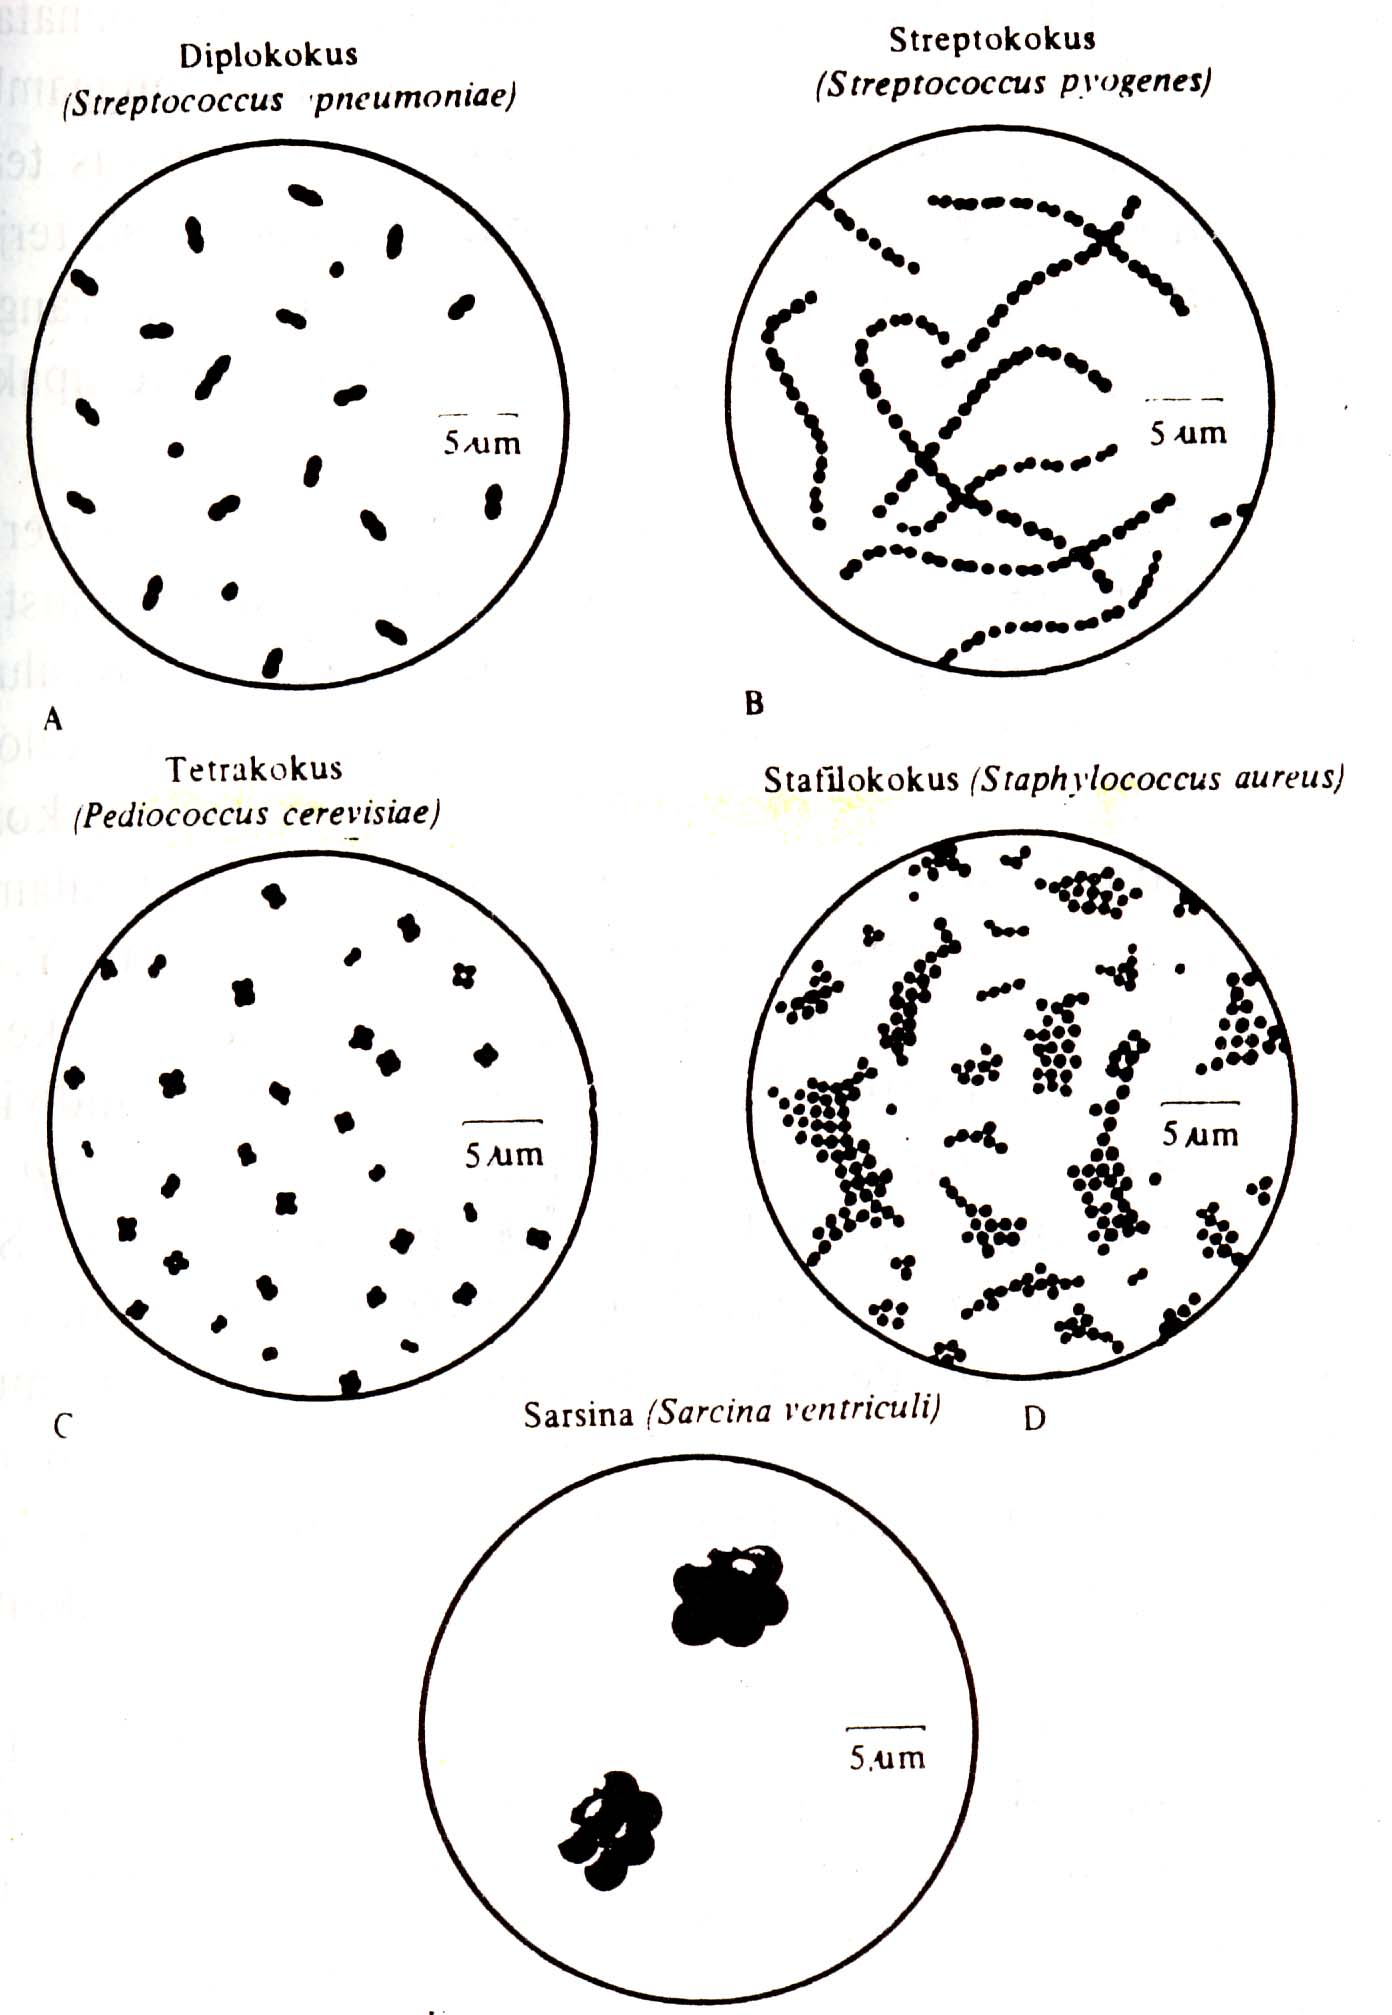 Diplokokus
(Streptococcus pneumoniae)
Streptokokus
(Streptococcus pyogenes)
5 µm
5 µm
A
B
Tetrakokus
(Pediococcus cerevisiae)
Stafilokokus (Staphylococcus aureus)
5 µm
5 µm
C
D
Sarsina (Sarcina ventriculi)
5 µm